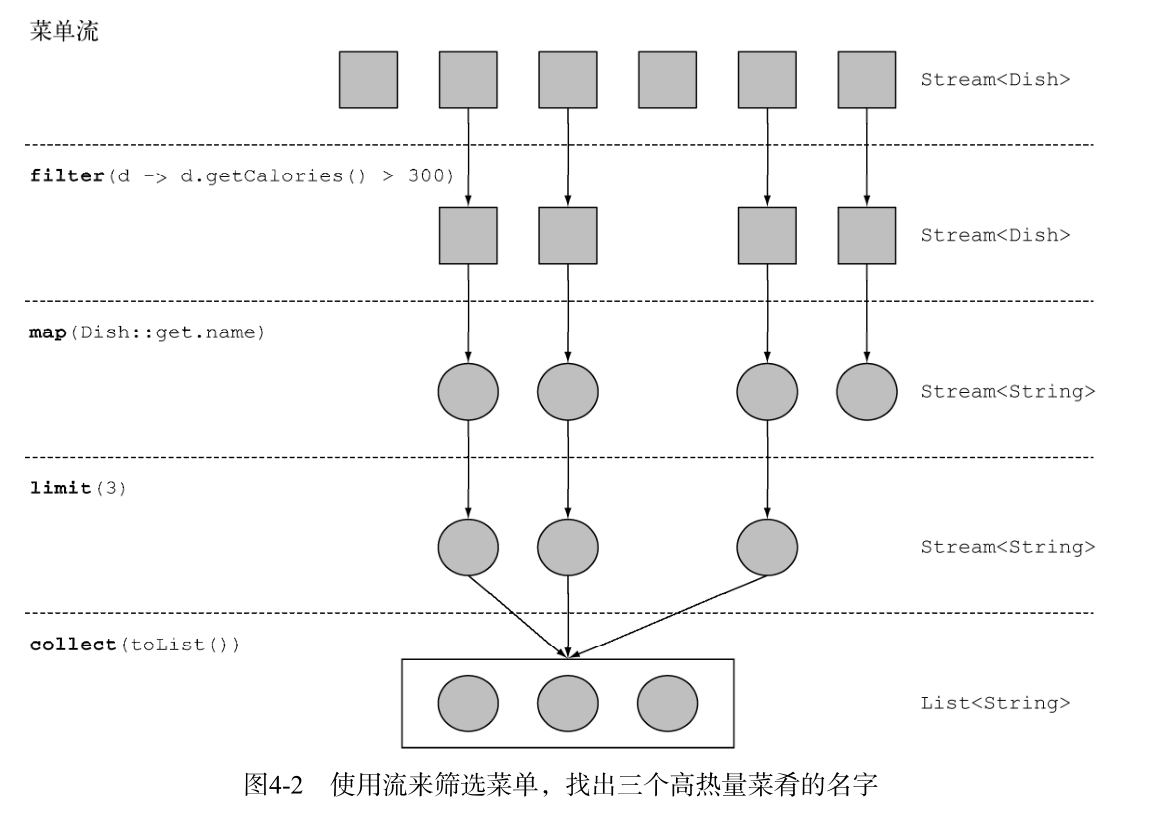 菜单流
Stream<Dish>
filter(d -> d.getCalories() > 300)
Stream<Dish>
map(Dish::get.name)
Stream<String>
limit(3)
Stream<String>
collect(toList())
List<String>
图4-2 使用流来筛选菜单，找出三个高热量菜肴的名字